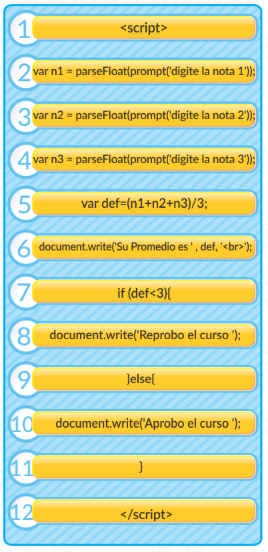 1 <script>
2 var n1 = parseFloat(prompt('digite la nota 1'));
3 var n2 = parseFloat(prompt('digite la nota 2'));
4 var n3 = parseFloat(prompt('digite la nota 3'));
5 var def=(n1+n2+n3)/3;
6 document.write('Su Promedio es ' , def, '<br>');
7 if (def<3){
8 document.write('Reprobo el curso ');
9 }else{
10 document.write('Aprobo el curso ');
11 }
12 </script>